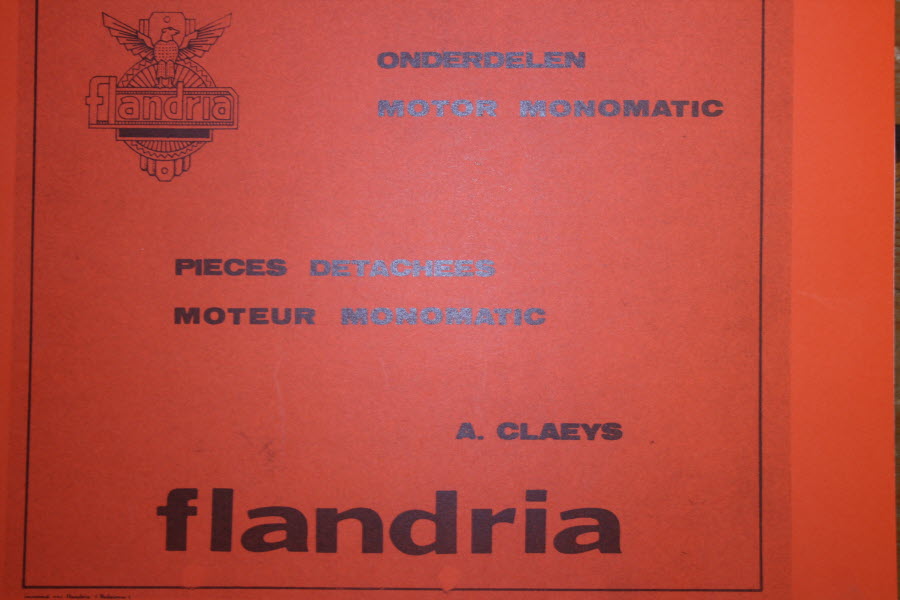 flandria
ONDERDELEN
MOTOR MONOMATIC
PIECES DETACHEES
MOTEUR MONOMATIC
A. CLAEYS
flandria